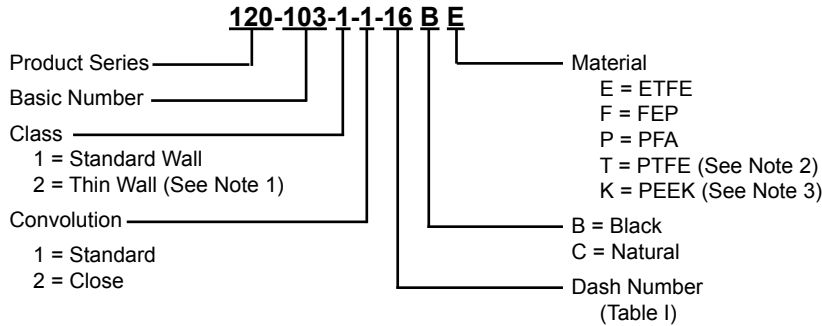 120-103-1-1-16 B E
Product Series
Basic Number
Class
1 = Standard Wall
2 = Thin Wall (See Note 1)
Convolution
1 = Standard
2 = Close
Material
E = ETFE
F = FEP
P = PFA
T = PTFE (See Note 2)
K = PEEK (See Note 3)
B = Black
C = Natural
Dash Number
(Table I)